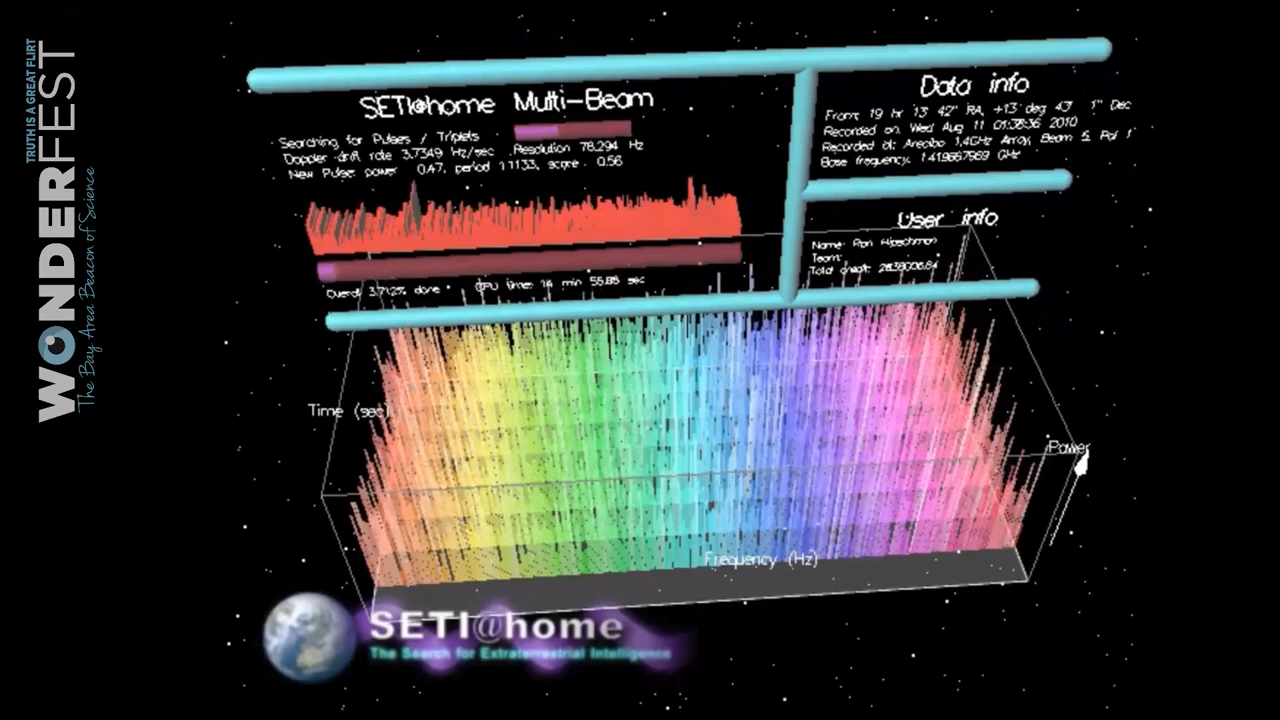 TRUTH IS A GREAT FLIRT
WONDERFEST
The Bay Area Beacon of Science
SETI@home Multi-Beam
Searching for Pulses / Triplets
Doppler drift rate 3.7349 Hz/sec Resolution 78.294 Hz
New Pulse: power 0.47, period 1.1133, score 0.56
Overall 3.712% done CPU time: 14 min 55.88 sec
Data info
From: 19 hr 13' 42" RA, +13 deg 43' 1" Dec
Recorded on: Wed Aug 11 01:38:36 2010
Recorded at: Arecibo 1.4GHz Array, Beam 5, Pol 1
Base frequency: GHz
User info
Name: Ron Hipschman
Team:
Total credit:
Time (sec)
Power
Frequency (Hz)
SETI@home
The Search for Extraterrestrial Intelligence